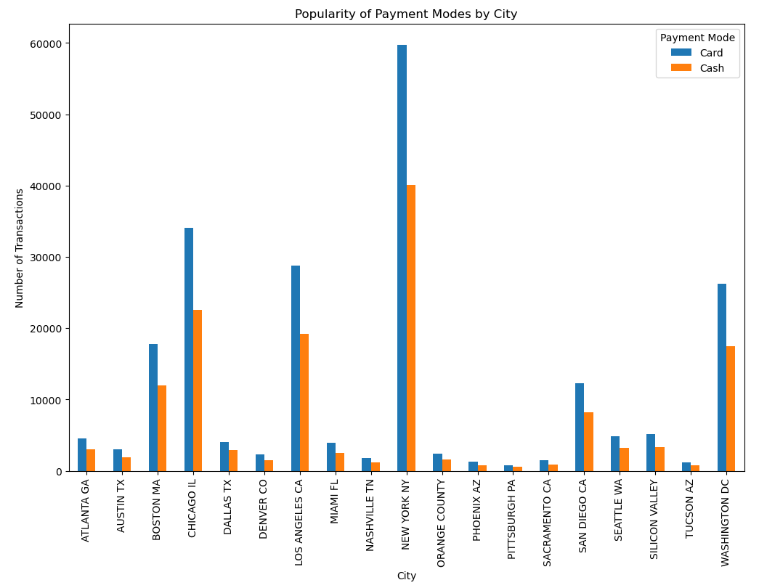 Popularity of Payment Modes by City
Payment Mode
Card
Cash
Number of Transactions
60000
50000
40000
30000
20000
10000
0
ATLANTA GA
AUSTIN TX
BOSTON MA
CHICAGO IL
DALLAS TX
DENVER CO
LOS ANGELES CA
MIAMI FL
NASHVILLE TN
NEW YORK NY
ORANGE COUNTY
PHOENIX AZ
PITTSBURGH PA
SACRAMENTO CA
SAN DIEGO CA
SEATTLE WA
SILICON VALLEY
TUCSON AZ
WASHINGTON DC
City